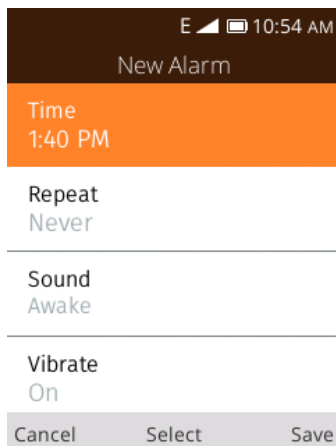 E 10:54 AM
New Alarm
Time
1:40 PM
Repeat
Never
Sound
Awake
Vibrate
On
Cancel Select Save